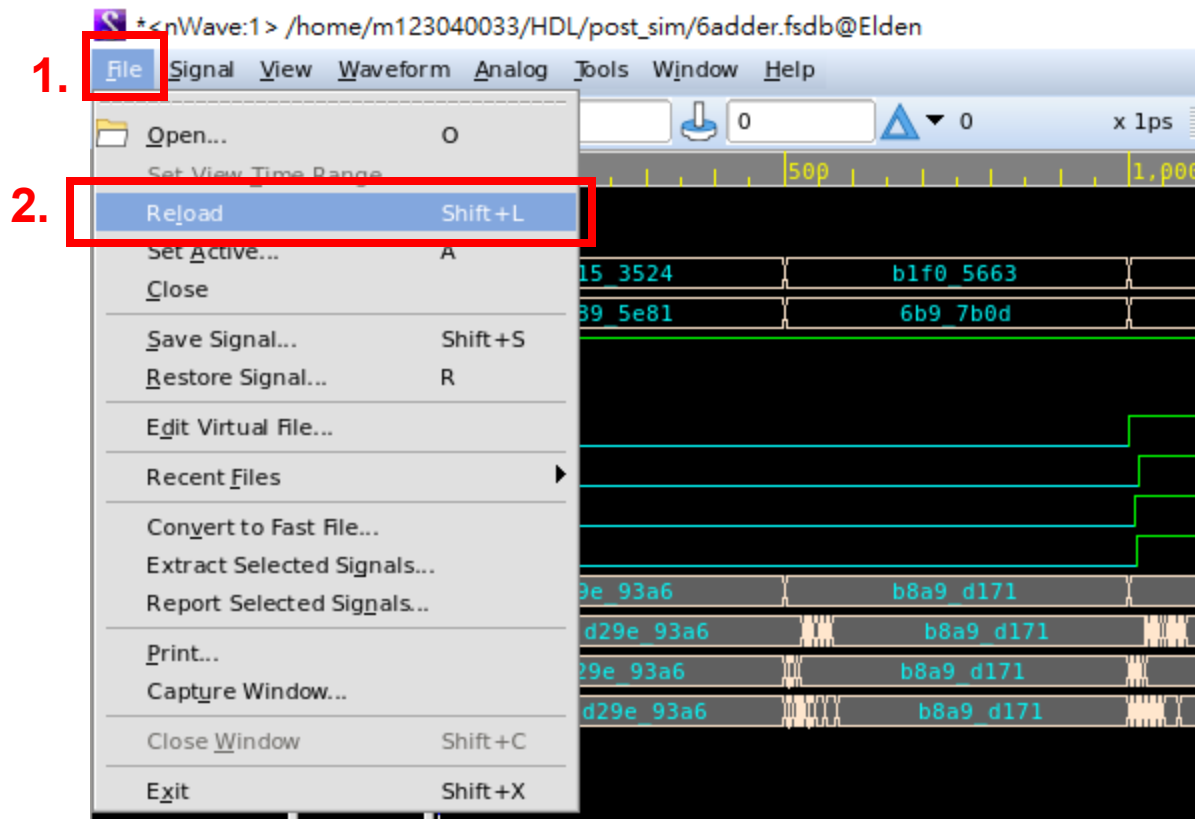 *<nWave:1> /home/m123040033/HDL/post_sim/6adder.fsdb@Elden
1.
File Signal View Waveform Analog Tools Window Help
Open... O
0
0
x 1ps
Set View Time Range
500
1,000
2.
Reload Shift+L
Set Active... A
15_3524
b1f0_5663
Close
39_5e81
6b9_7b0d
Save Signal... Shift+S
Restore Signal... R
Edit Virtual File...
Recent Files
Convert to Fast File...
Extract Selected Signals...
9e_93a6
b8a9_d171
Report Selected Signals...
d29e_93a6
b8a9_d171
Print...
29e_93a6
b8a9_d171
Capture Window...
d29e_93a6
b8a9_d171
Close Window Shift+C
Exit Shift+X